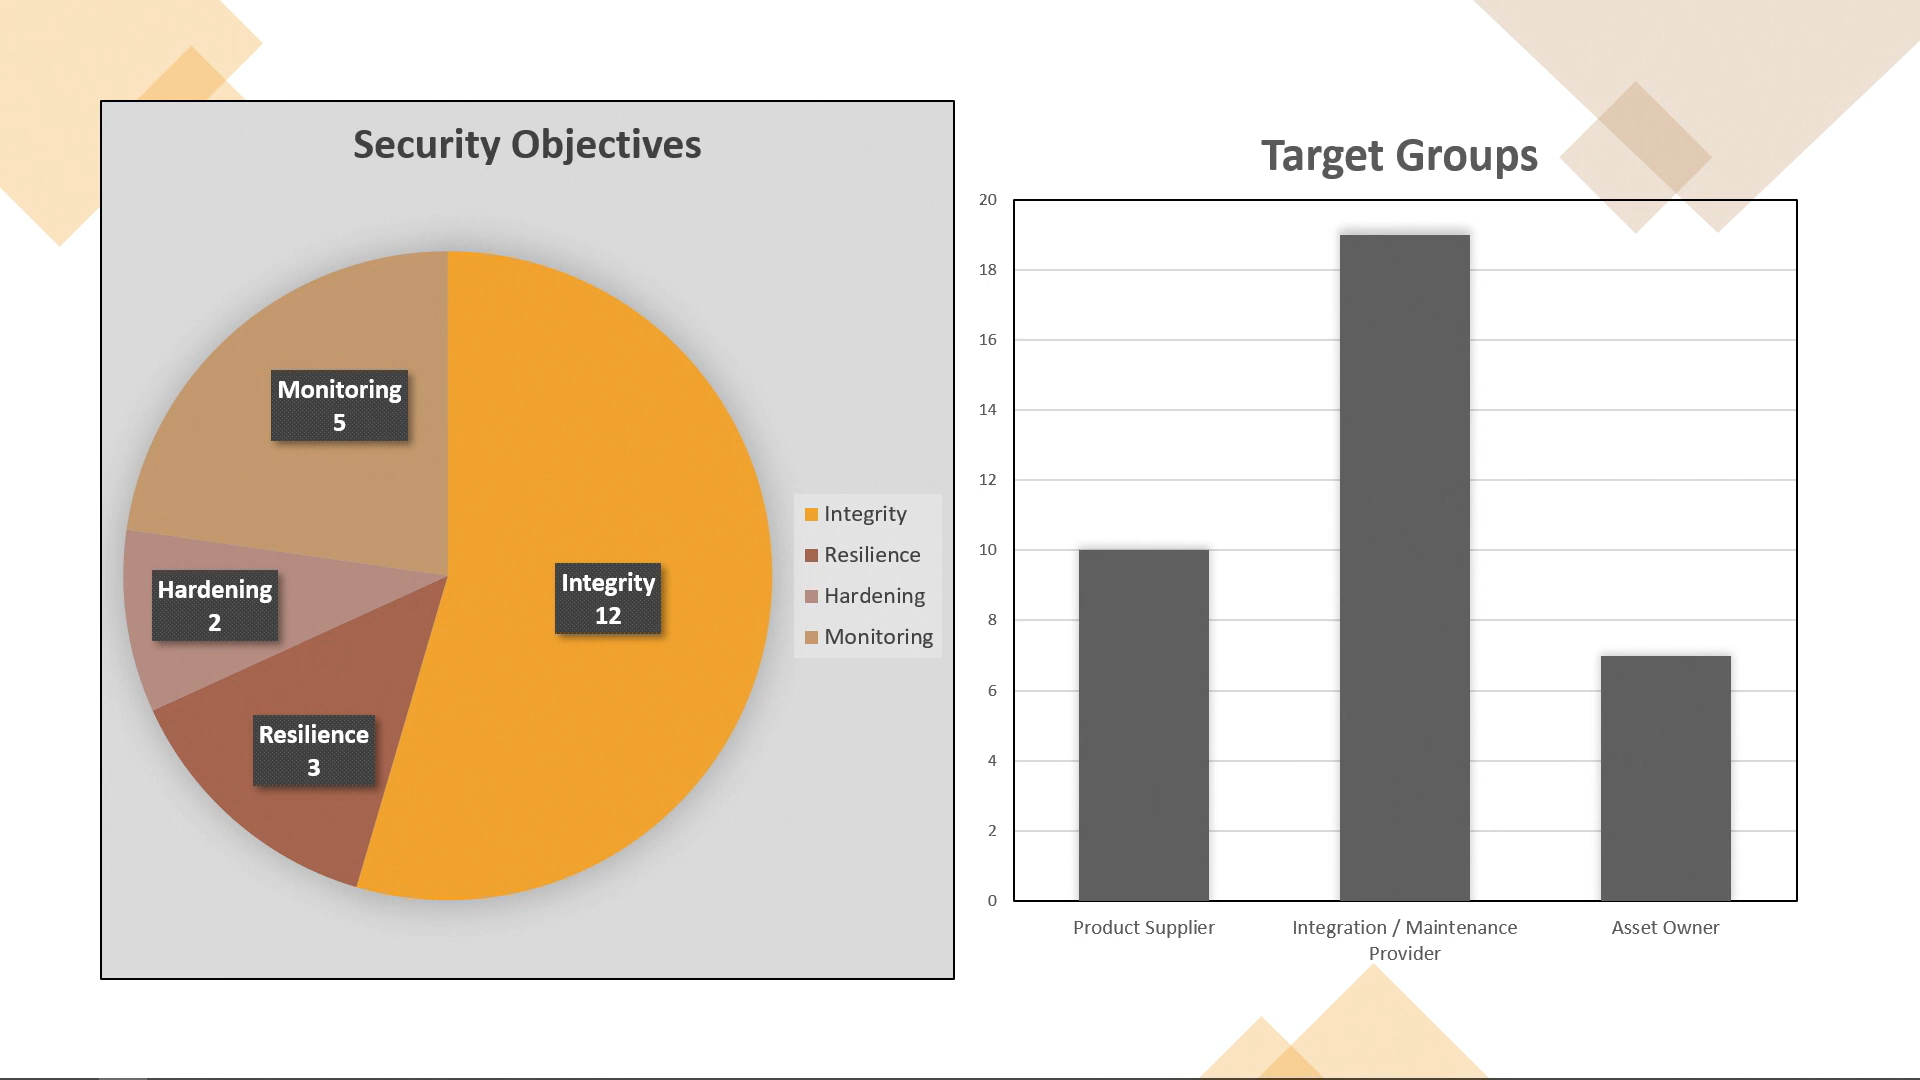 Security Objectives
Monitoring
5
Hardening
2
Integrity
12
Resilience
3
Integrity
Resilience
Hardening
Monitoring
Target Groups
20
18
16
14
12
10
8
6
4
2
0
Product Supplier
Integration / Maintenance
Provider
Asset Owner